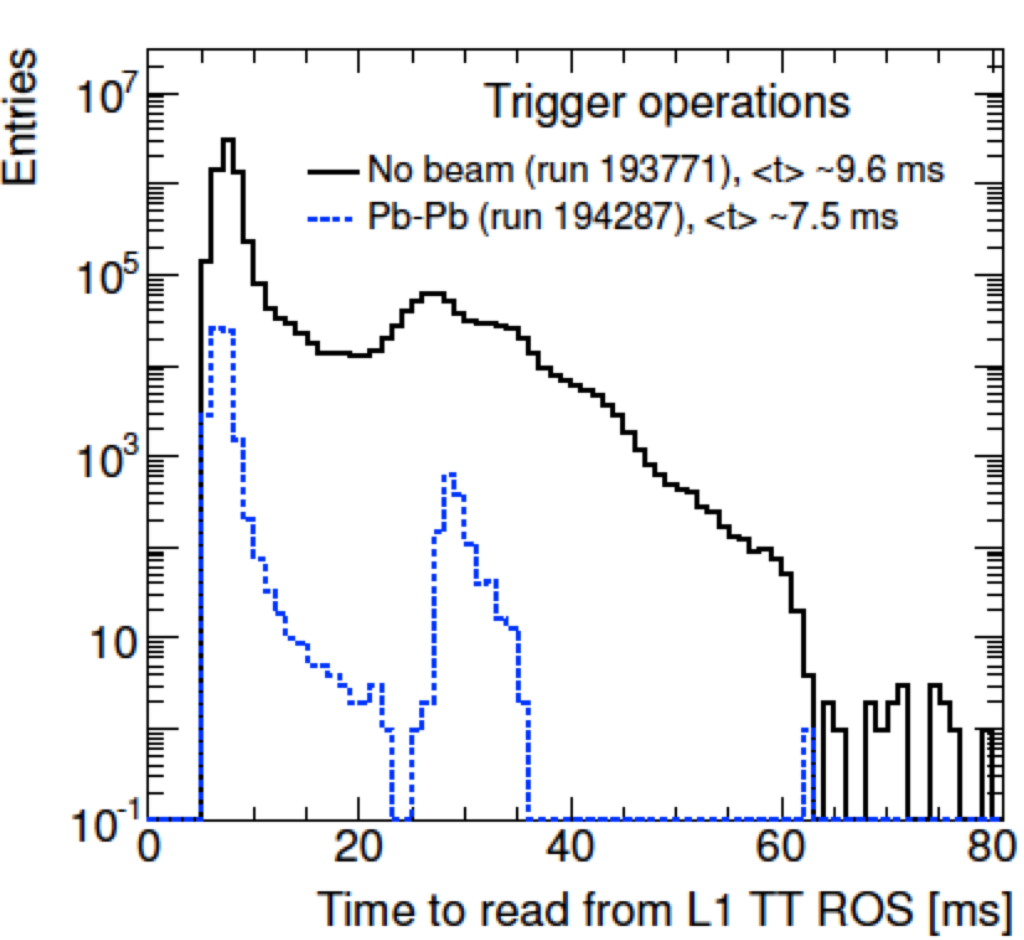 Entries
10^7
10^5
10^3
10
10^-1
Trigger operations
No beam (run 193771), <t> ~9.6 ms
Pb-Pb (run 194287), <t> ~7.5 ms
0 20 40 60 80
Time to read from L1 TT ROS [ms]